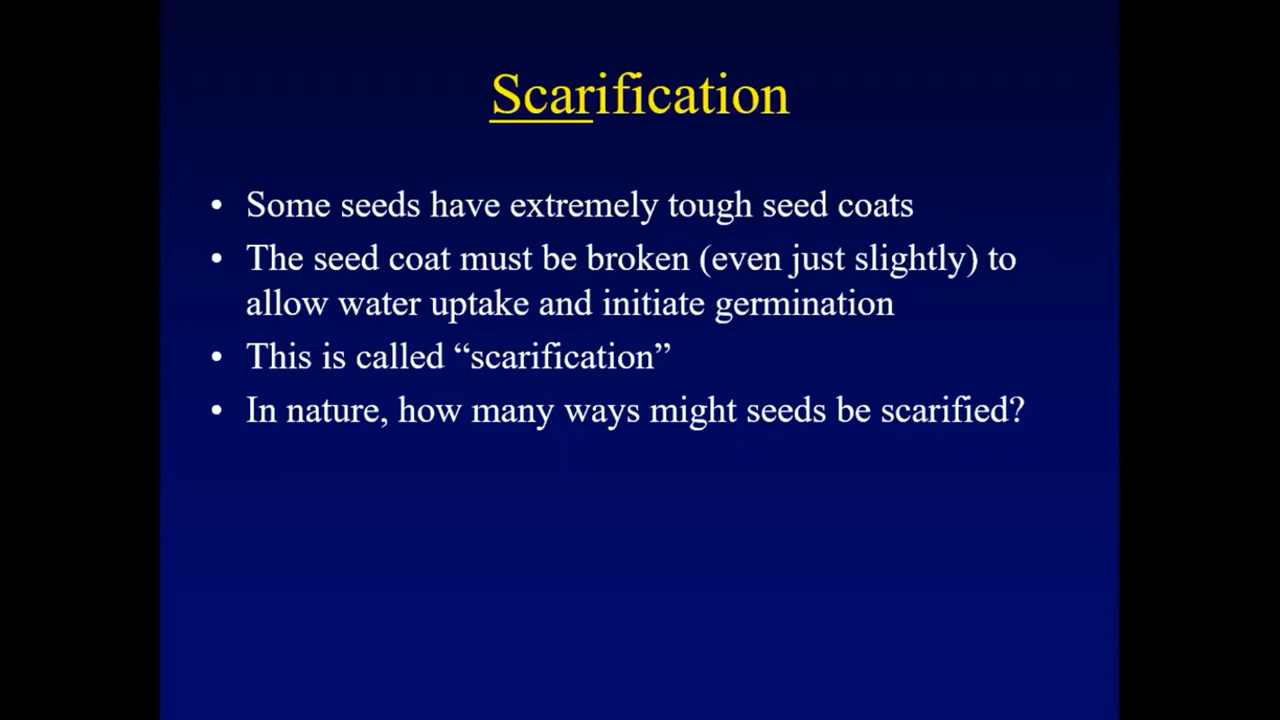 Scarification
• Some seeds have extremely tough seed coats
• The seed coat must be broken (even just slightly) to
allow water uptake and initiate germination
• This is called “scarification”
• In nature, how many ways might seeds be scarified?